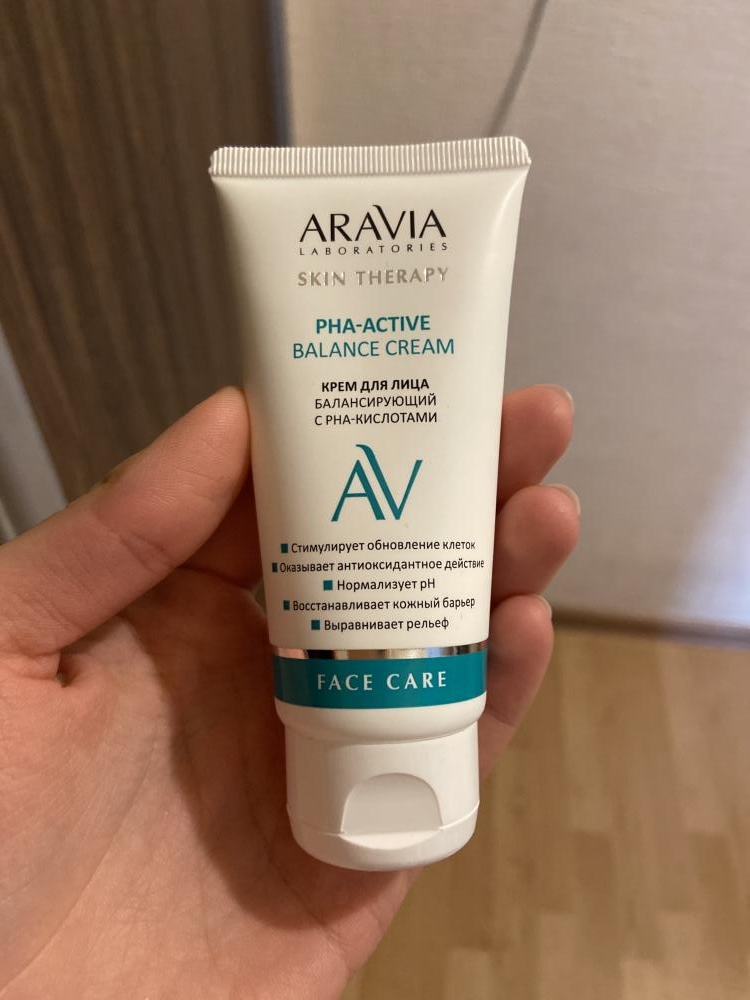 ARAVIA
LABORATORIES
SKIN THERAPY
PHA-ACTIVE
BALANCE CREAM
КРЕМ ДЛЯ ЛИЦА
БАЛАНСИРУЮЩИЙ
С PHA-КИСЛОТАМИ
AV
Стимулирует обновление клеток
Оказывает антиоксидантное действие
Нормализует pH
Восстанавливает кожный барьер
Выравнивает рельеф
FACE CARE